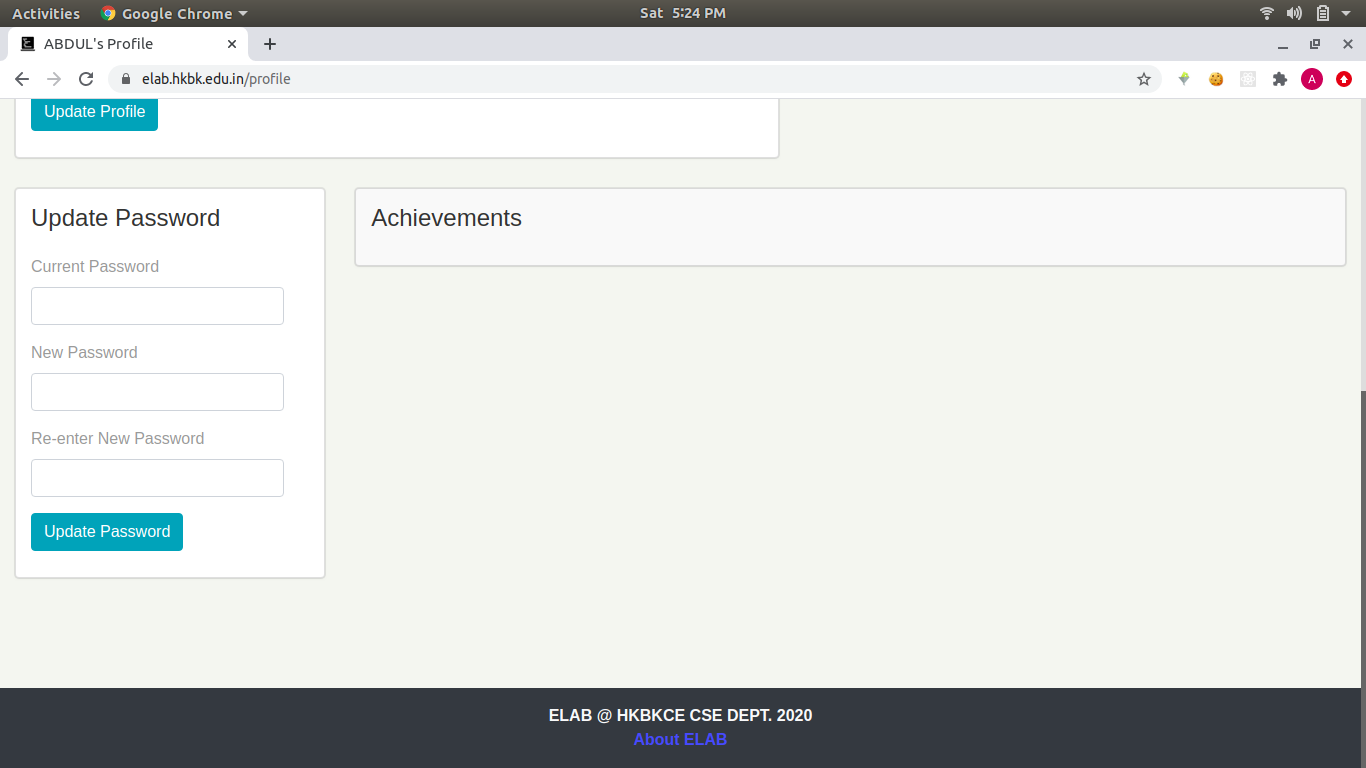 Activities Google Chrome Sat 5:24 PM
ABDUL's Profile
elab.hkbk.edu.in/profile A
Update Profile
Update Password
Achievements
Current Password
New Password
Re-enter New Password
Update Password
ELAB @ HKBKCE CSE DEPT. 2020
About ELAB